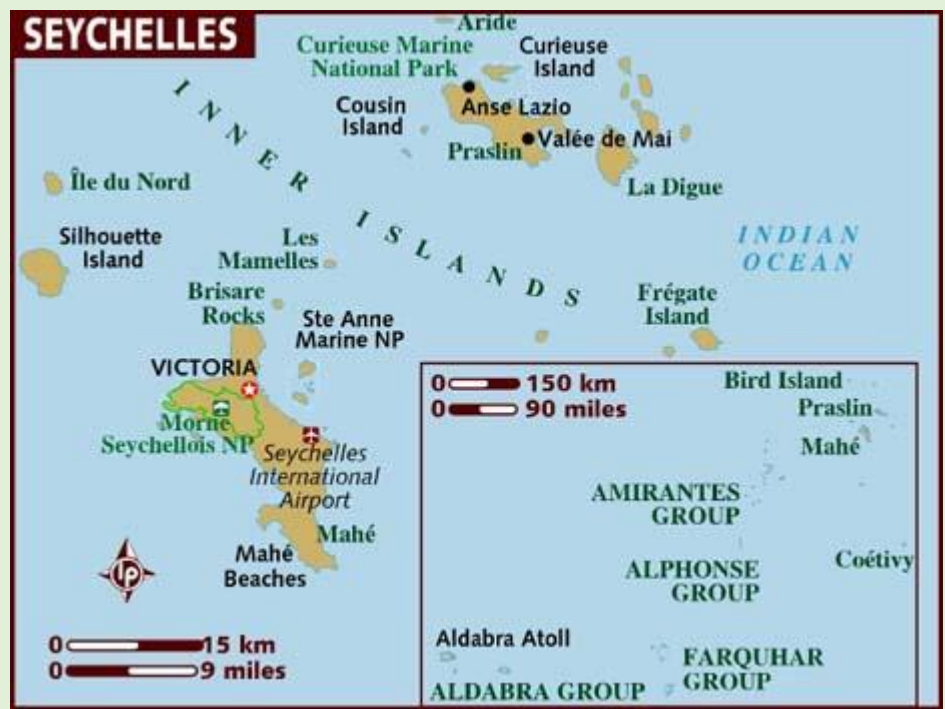 SEYCHELLES
Aride
Curieuse Marine
National Park
Curieuse
Island
Cousin
Island
Anse Lazio
Valée de Mai
Praslin
La Digue
INNER ISLANDS
Île du Nord
Silhouette
Island
Les
Mamelles
INDIAN
OCEAN
Brisare
Rocks
Ste Anne
Marine NP
Frégate
Island
VICTORIA
Morne
Seychellois NP
Seychelles
International
Airport
Mahé
Mahé
Beaches
LP
0 15 km
0 9 miles
0 150 km
0 90 miles
Bird Island
Praslin
Mahé
AMIRANTES
GROUP
ALPHONSE
GROUP
Coétivy
Aldabra Atoll
ALDABRA GROUP
FARQUHAR
GROUP